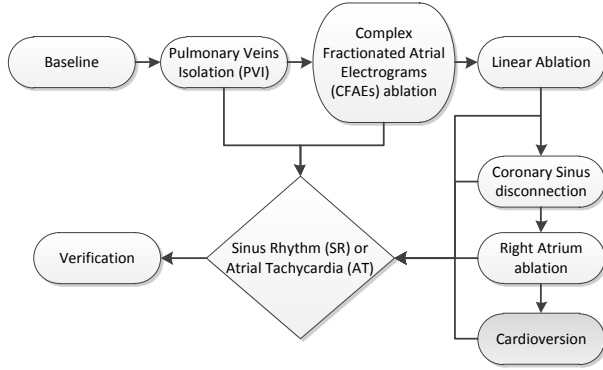 Baseline
Pulmonary Veins
Isolation (PVI)
Complex
Fractionated Atrial
Electrograms
(CFAEs) ablation
Linear Ablation
Coronary Sinus
disconnection
Right Atrium
ablation
Cardioversion
Sinus Rhythm (SR) or
Atrial Tachycardia (AT)
Verification